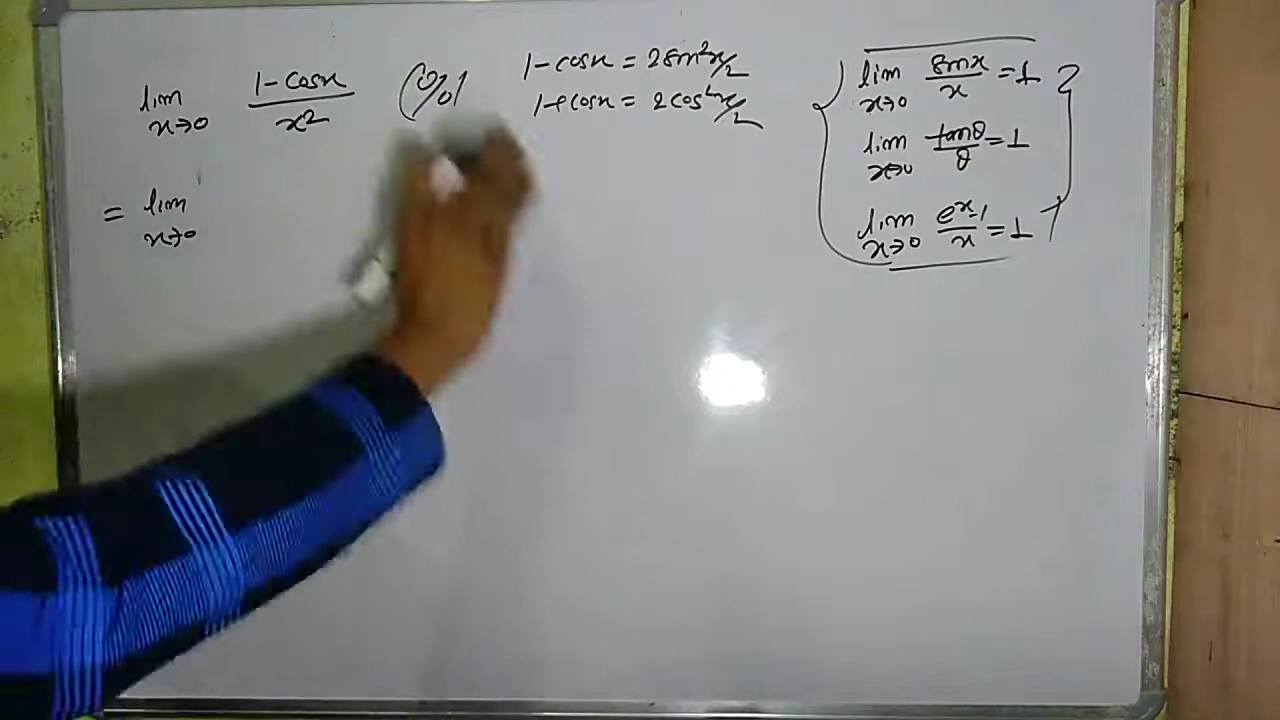 lim x→0 1-cosx/x² (0/0)
1-cosx = 2sin²x/2
1+cosx = 2cos²x/2
= lim x→0
lim x→0 sinx/x = 1
lim x→0 tanθ/θ = 1
lim x→0 eˣ-1/x = 1